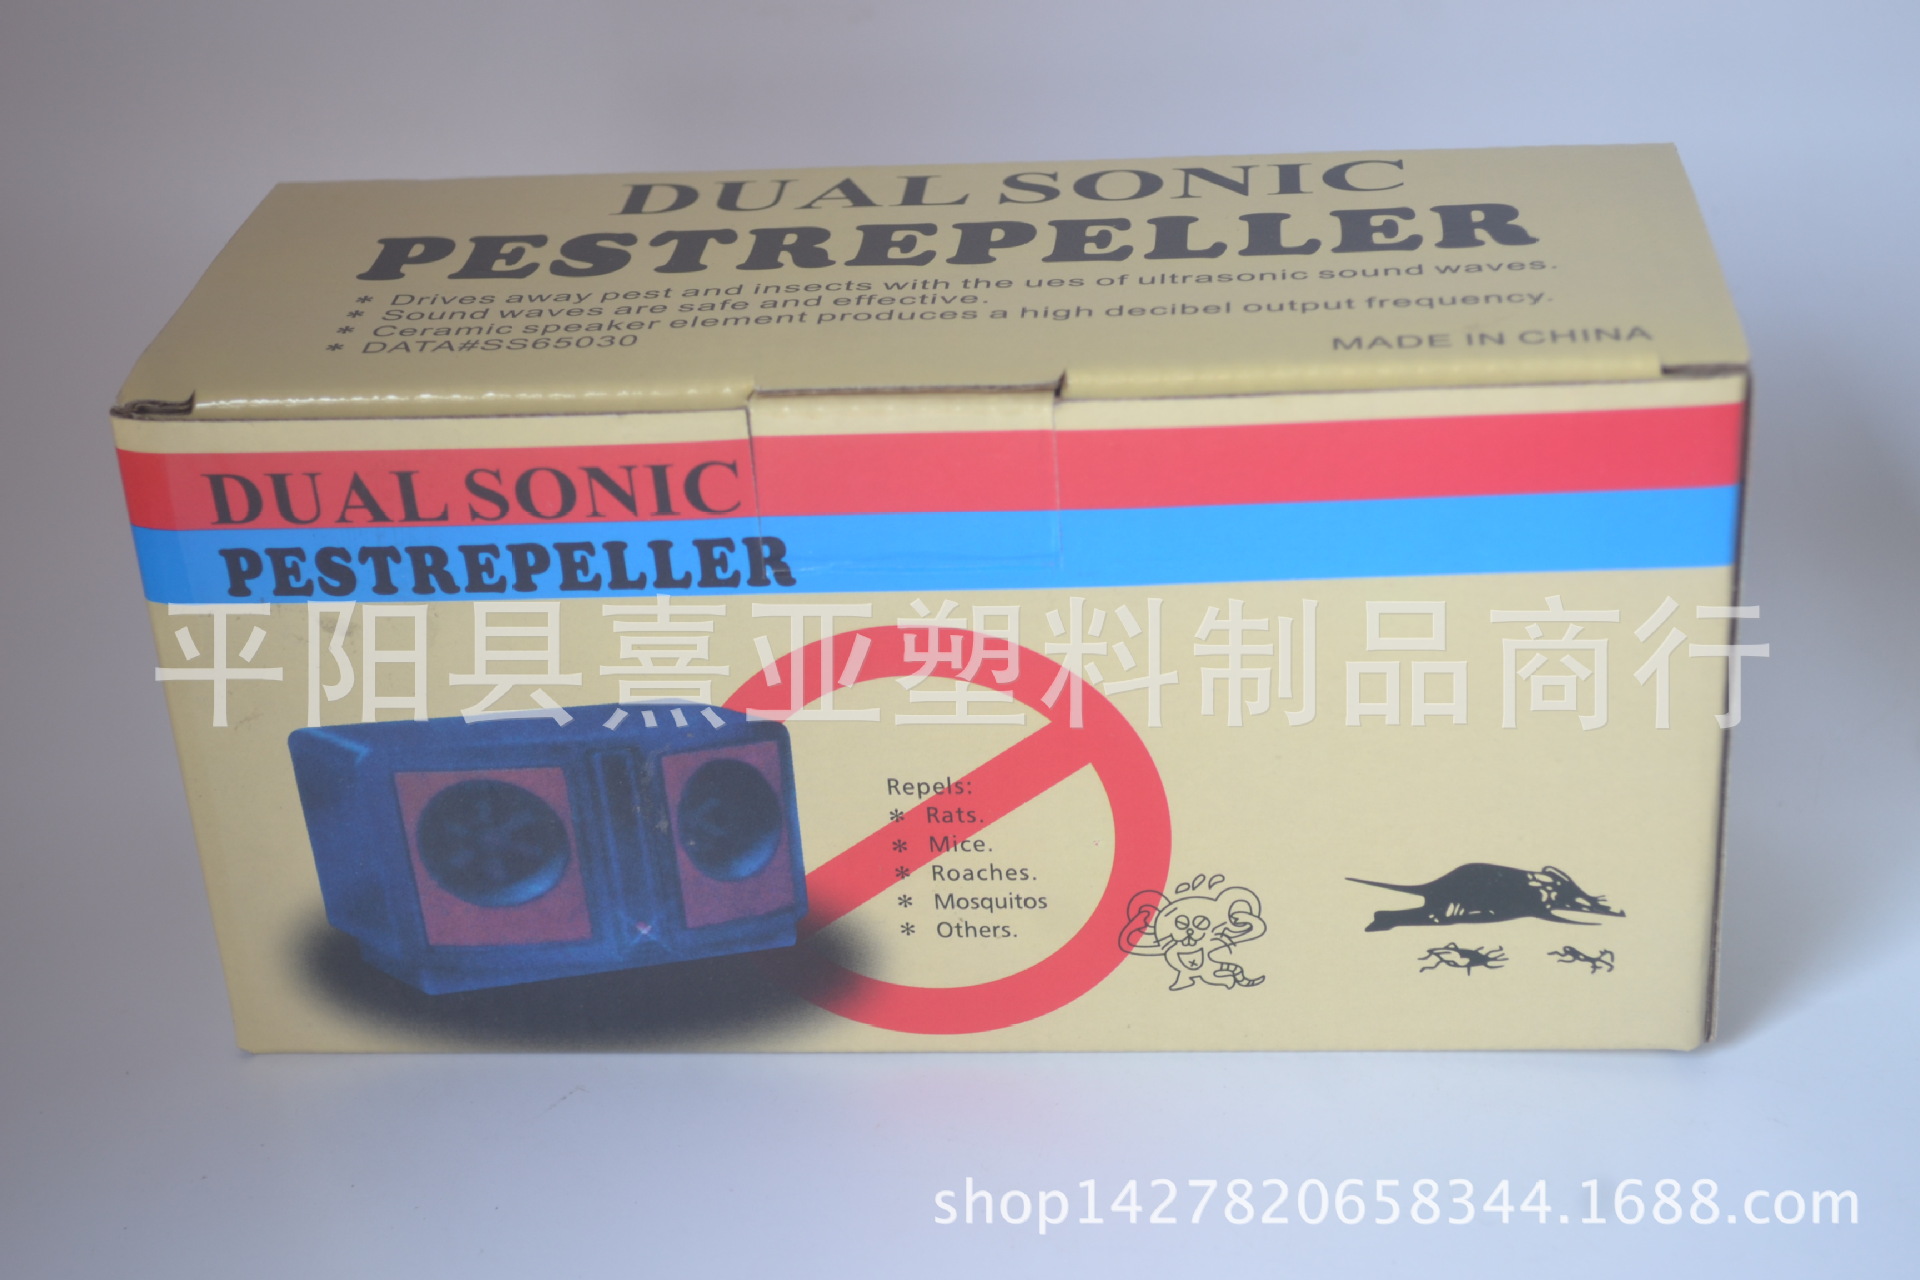 DUAL SONIC
PESTREPELLER
* Drives away pest and insects with the ues of ultrasonic sound waves.
* Sound waves are safe and effective.
* Ceramic speaker element produces a high decibel output frequency.
* DATA#SS65030
MADE IN CHINA
DUAL SONIC
PESTREPELLER
平阳县熹亚塑料制品商行
Repels:
* Rats.
* Mice.
* Roaches.
* Mosquitos
* Others.
shop1427820658344.1688.com